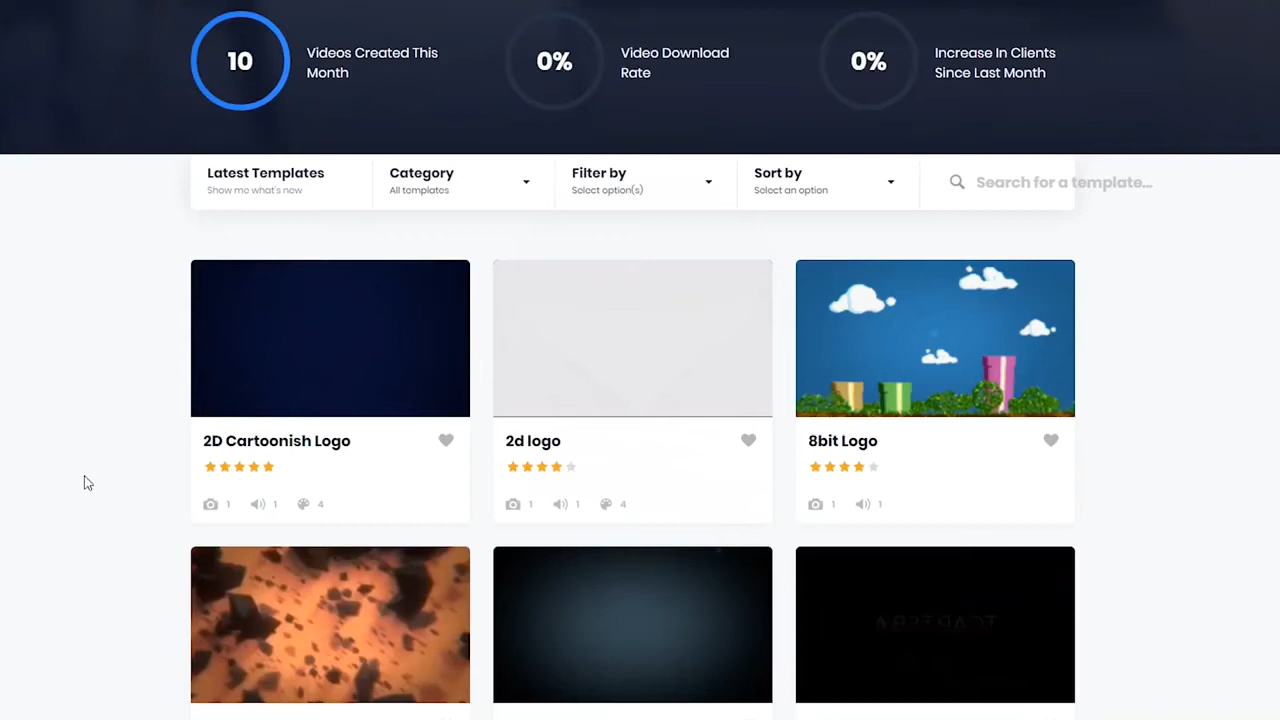 10
Videos Created This
Month
0%
Video Download
Rate
0%
Increase In Clients
Since Last Month
Latest Templates
Show me what's new
Category
All templates
Filter by
Select option(s)
Sort by
Select an option
Search for a template...
2D Cartoonish Logo
1
1
4
2d logo
1
1
4
8bit Logo
1
1